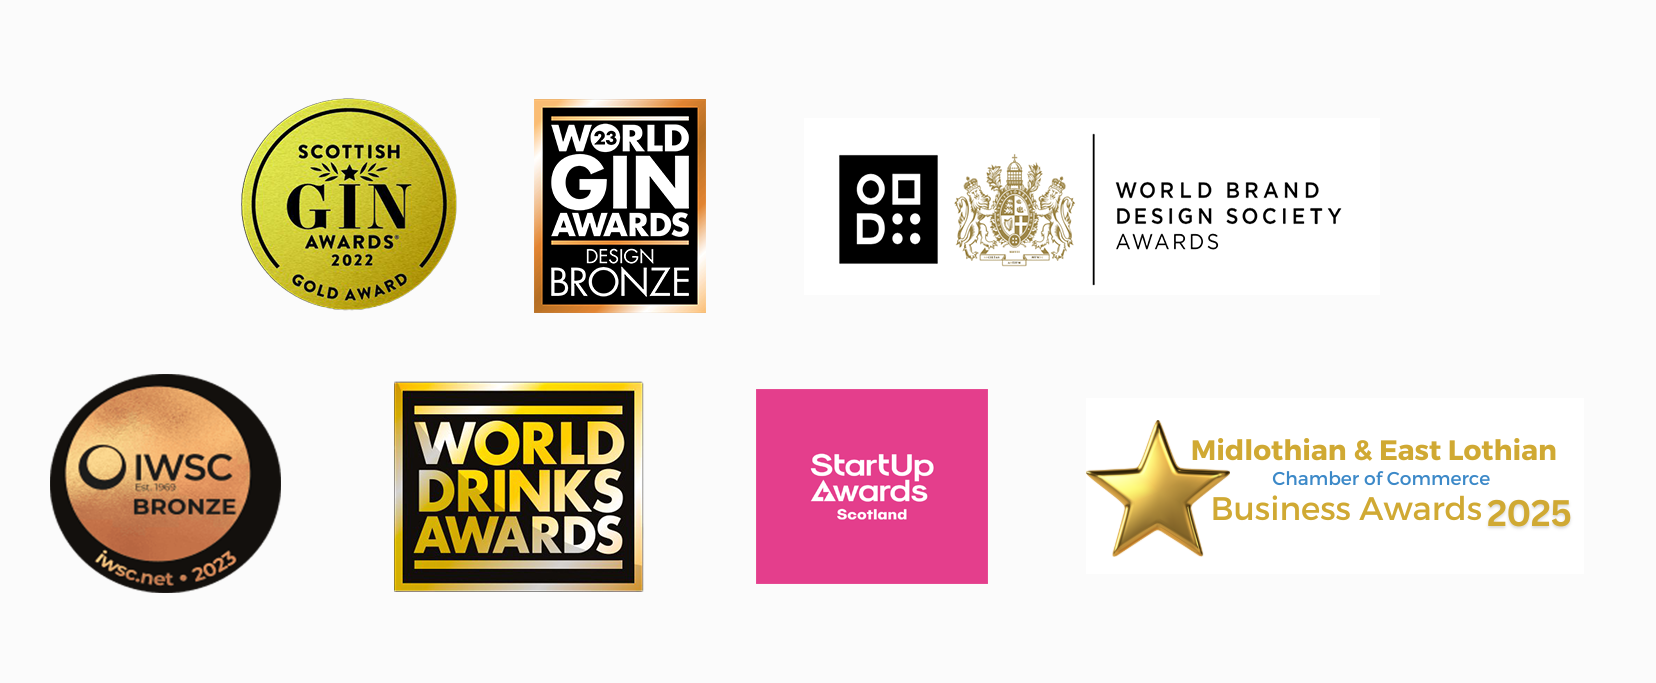 SCOTTISH
GIN
AWARDS®
2022
GOLD AWARD
WORLD
23
GIN
AWARDS
DESIGN
BRONZE
WORLD BRAND
DESIGN SOCIETY
AWARDS
IWSC
Est. 1969
BRONZE
iwsc.net • 2023
WORLD
DRINKS
AWARDS
StartUp
Awards
Scotland
Midlothian & East Lothian
Chamber of Commerce
Business Awards 2025